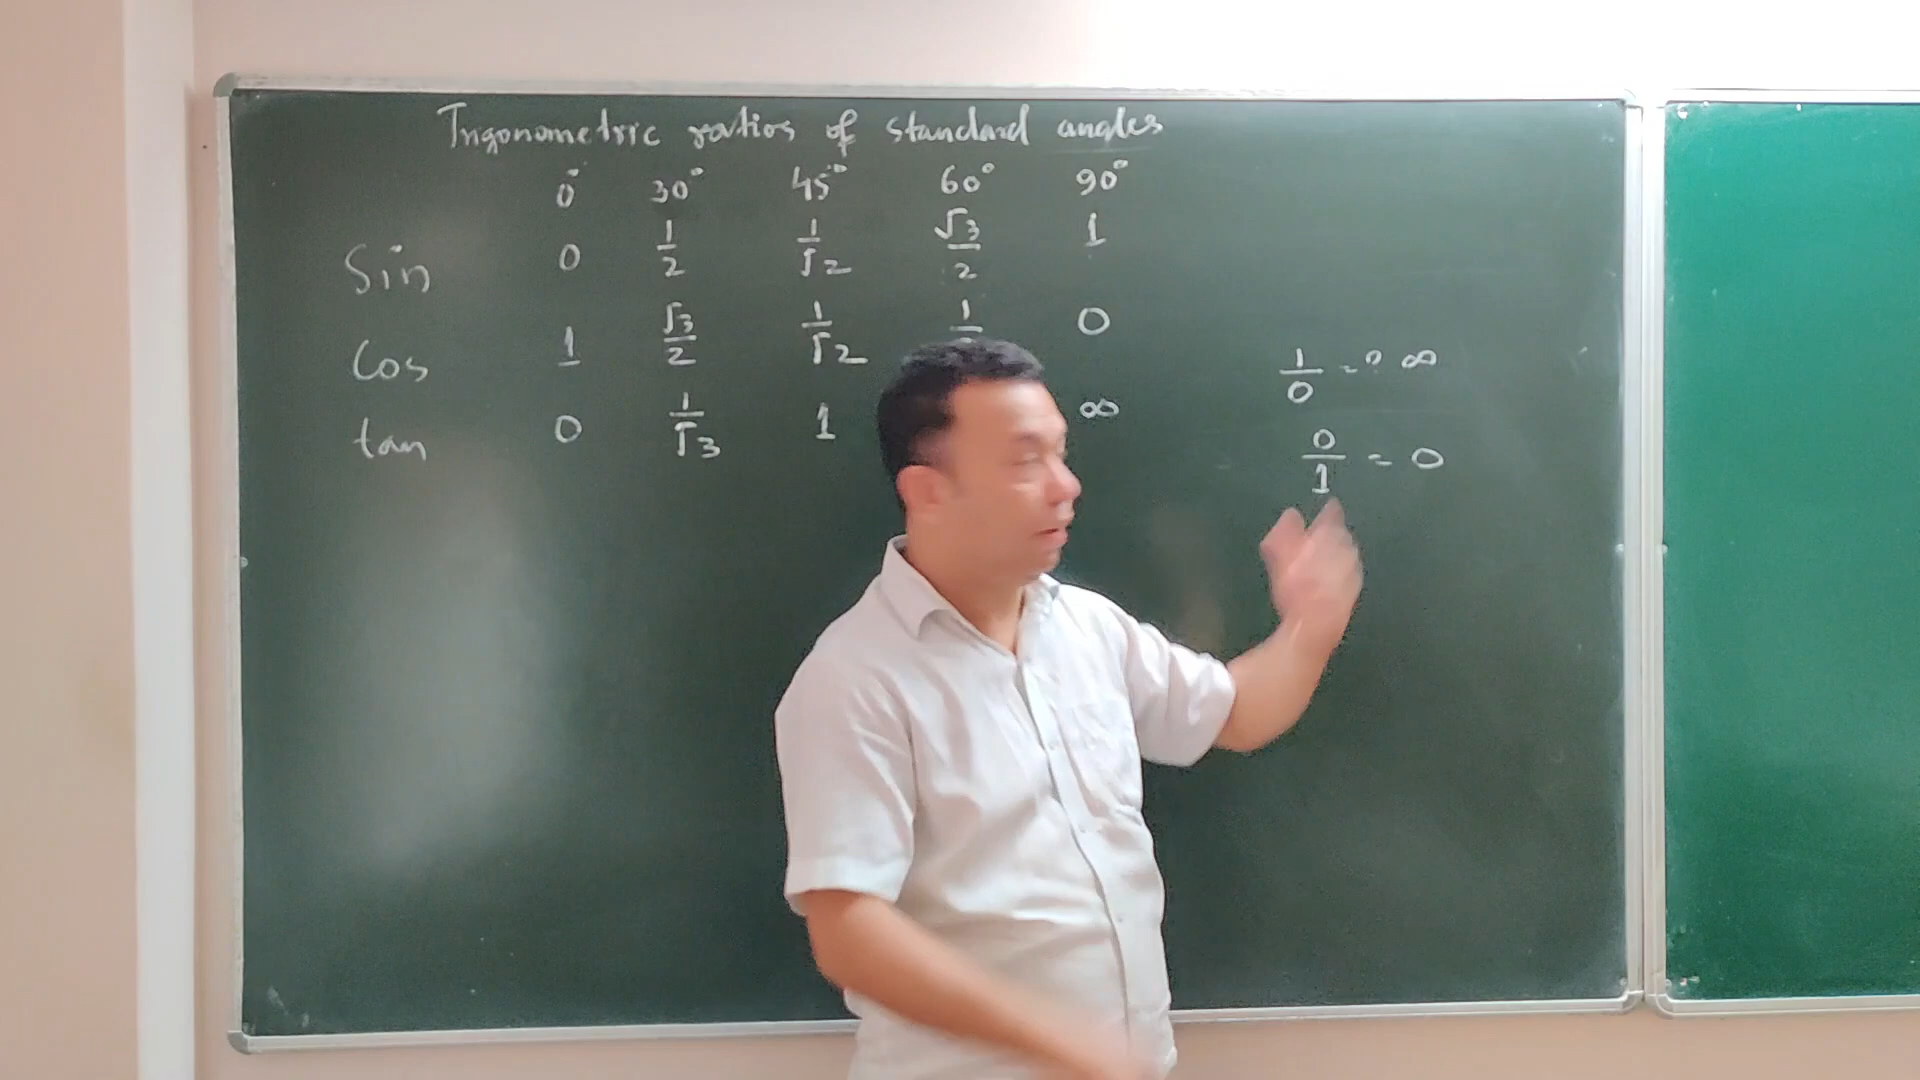 Trigonometric ratios of standard angles
0° 30° 45° 60° 90°
Sin 0 1/2 1/√2 √3/2 1
Cos 1 √3/2 1/√2 1/ 0
tan 0 1/√3 1 ∞
1/0 = ? ∞
0/1 = 0